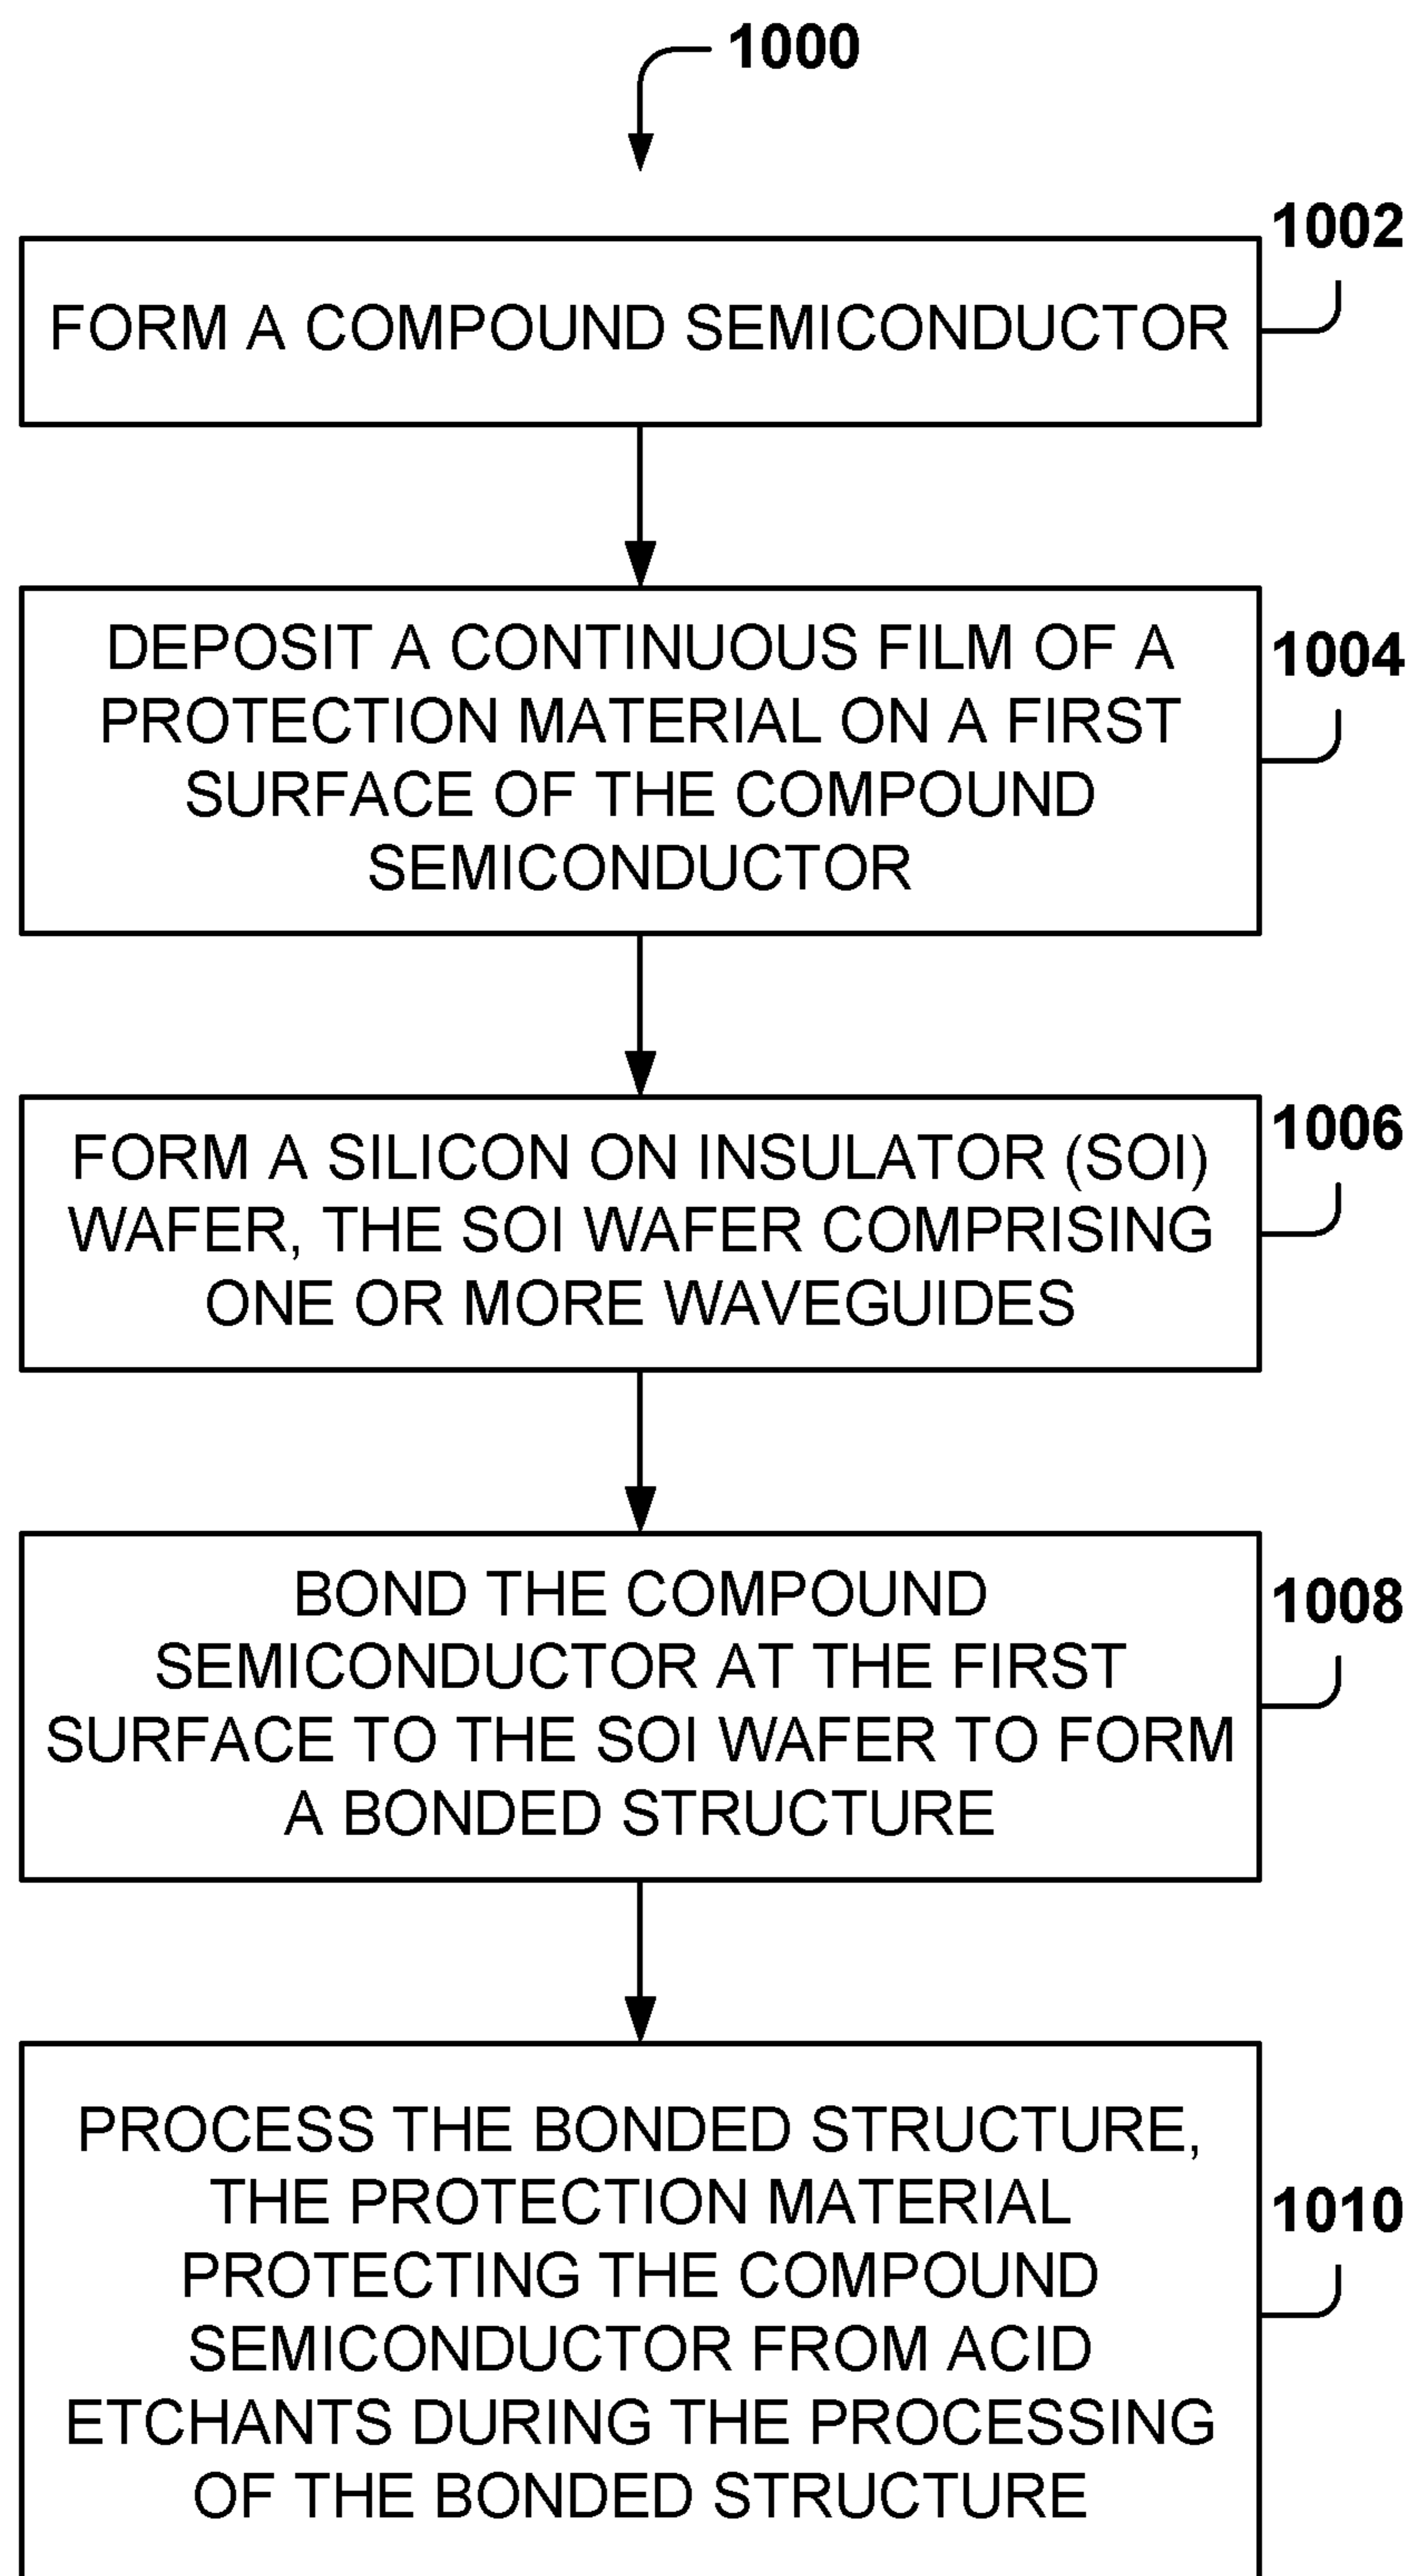 1000
1002
FORM A COMPOUND SEMICONDUCTOR
1004
DEPOSIT A CONTINUOUS FILM OF A
PROTECTION MATERIAL ON A FIRST
SURFACE OF THE COMPOUND
SEMICONDUCTOR
1006
FORM A SILICON ON INSULATOR (SOI)
WAFER, THE SOI WAFER COMPRISING
ONE OR MORE WAVEGUIDES
1008
BOND THE COMPOUND
SEMICONDUCTOR AT THE FIRST
SURFACE TO THE SOI WAFER TO FORM
A BONDED STRUCTURE
1010
PROCESS THE BONDED STRUCTURE,
THE PROTECTION MATERIAL
PROTECTING THE COMPOUND
SEMICONDUCTOR FROM ACID
ETCHANTS DURING THE PROCESSING
OF THE BONDED STRUCTURE